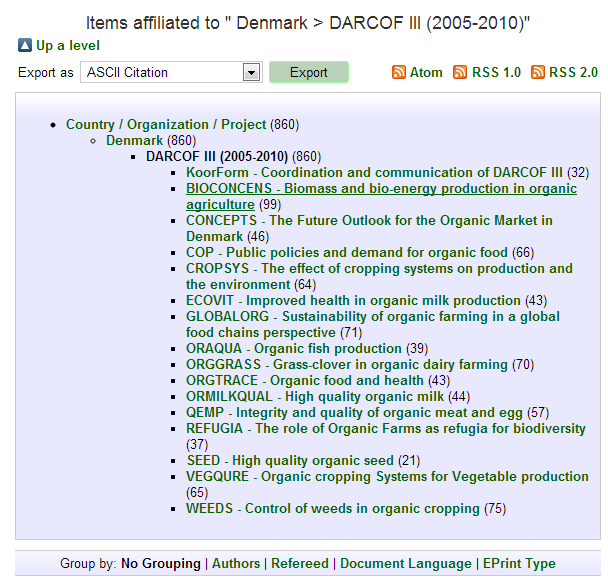 Items affiliated to " Denmark > DARCOF III (2005-2010)"
Up a level
Export as ASCII Citation Export Atom RSS 1.0 RSS 2.0
Country / Organization / Project (860)
Denmark (860)
DARCOF III (2005-2010) (860)
KoorForm - Coordination and communication of DARCOF III (32)
BIOCONCENS - Biomass and bio-energy production in organic
agriculture (99)
CONCEPTS - The Future Outlook for the Organic Market in
Denmark (46)
COP - Public policies and demand for organic food (66)
CROPSYS - The effect of cropping systems on production and
the environment (64)
ECOVIT - Improved health in organic milk production (43)
GLOBALORG - Sustainability of organic farming in a global
food chains perspective (71)
ORAQUA - Organic fish production (39)
ORGGRASS - Grass-clover in organic dairy farming (70)
ORGTRACE - Organic food and health (43)
ORMILKQUAL - High quality organic milk (44)
QEMP - Integrity and quality of organic meat and egg (57)
REFUGIA - The role of Organic Farms as refugia for biodiversity
(37)
SEED - High quality organic seed (21)
VEGQURE - Organic cropping Systems for Vegetable production
(65)
WEEDS - Control of weeds in organic cropping (75)
Group by: No Grouping | Authors | Refereed | Document Language | EPrint Type